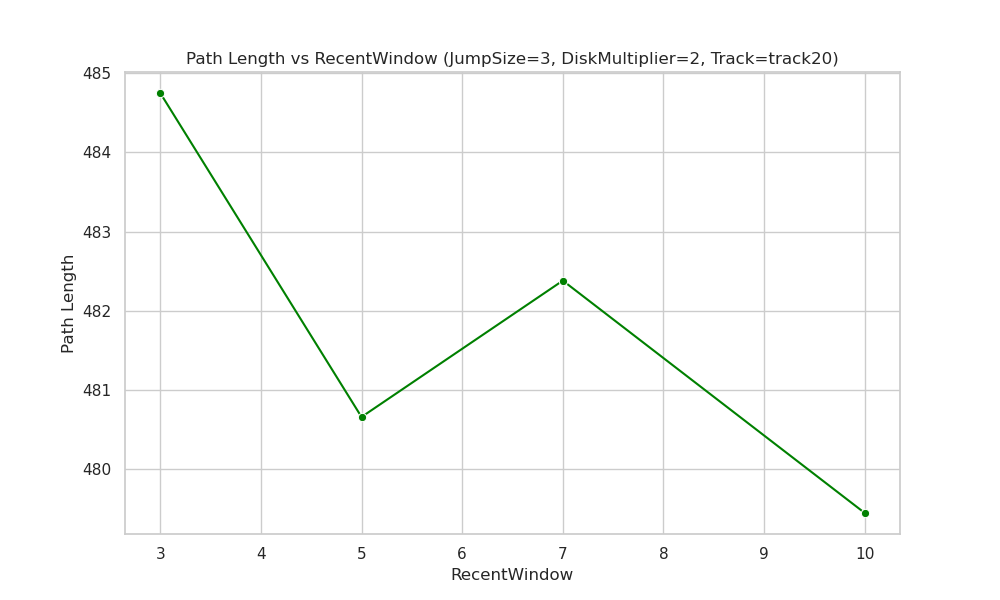 Path Length vs RecentWindow (JumpSize=3, DiskMultiplier=2, Track=track20)
485
484
483
482
481
480
Path Length
3 4 5 6 7 8 9 10
RecentWindow